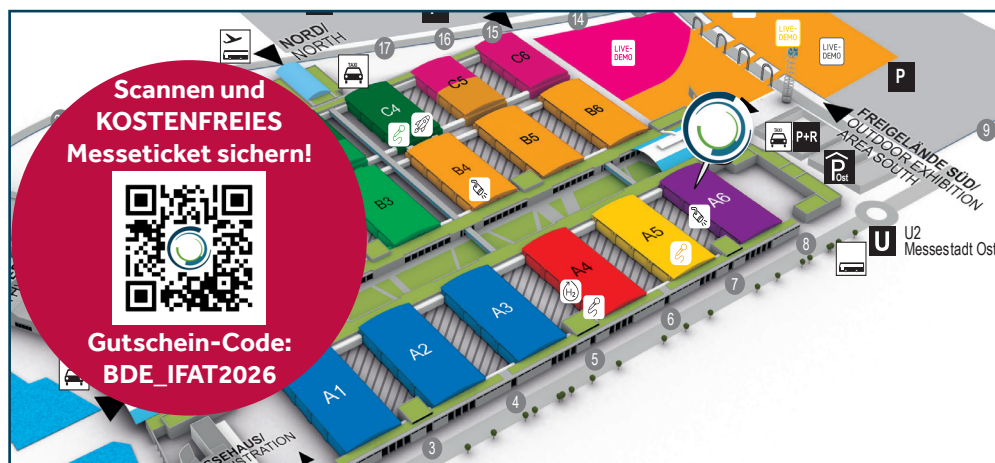 Scannen und
KOSTENFREIES
Messeticket sichern!
Gutschein-Code:
BDE_IFAT2026
NORD/
NORTH
17
16
15
14
TAXI
C4
C5
C6
B3
B4
B5
B6
LIVE-
DEMO
LIVE-
DEMO
LIVE-
DEMO
P
TAXI
P+R
P
Ost
9
FREIGELÄNDE SÜD/
OUTDOOR EXHIBITION
AREA SOUTH
U
U2
Messestadt Ost
A1
A2
A3
A4
A5
A6
H2
3
4
5
6
7
8